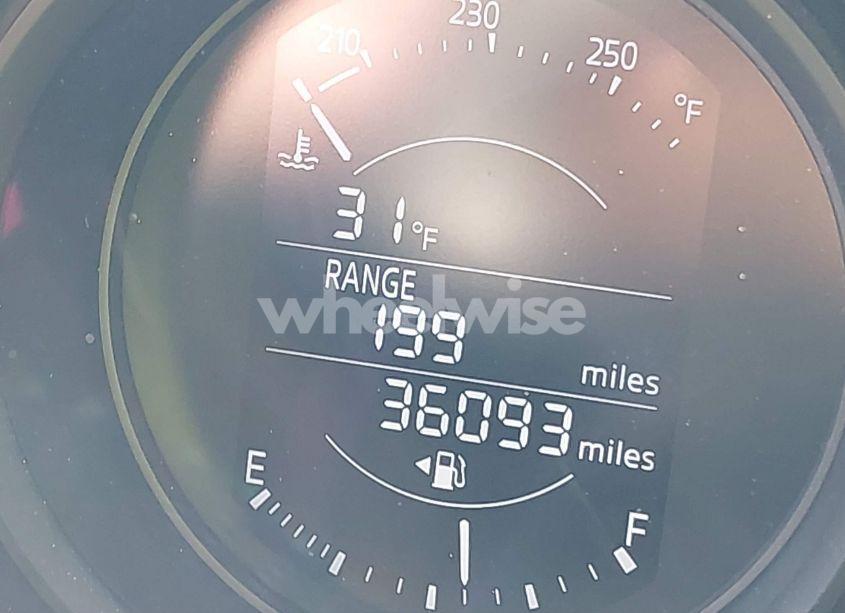 230
210
250
°F
31°F
RANGE
wheelwise
199 miles
36093 miles
E
F